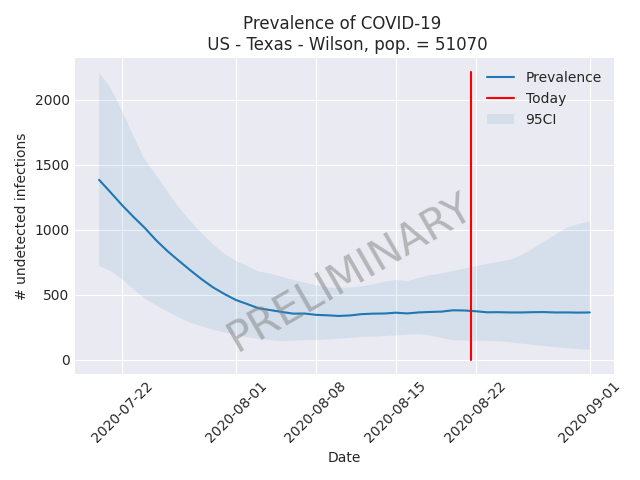 Prevalence of COVID-19
US - Texas - Wilson, pop. = 51070
Prevalence
Today
95CI
2000
1500
1000
500
0
# undetected infections
PRELIMINARY
2020-07-22
2020-08-01
2020-08-08
2020-08-15
2020-08-22
2020-09-01
Date